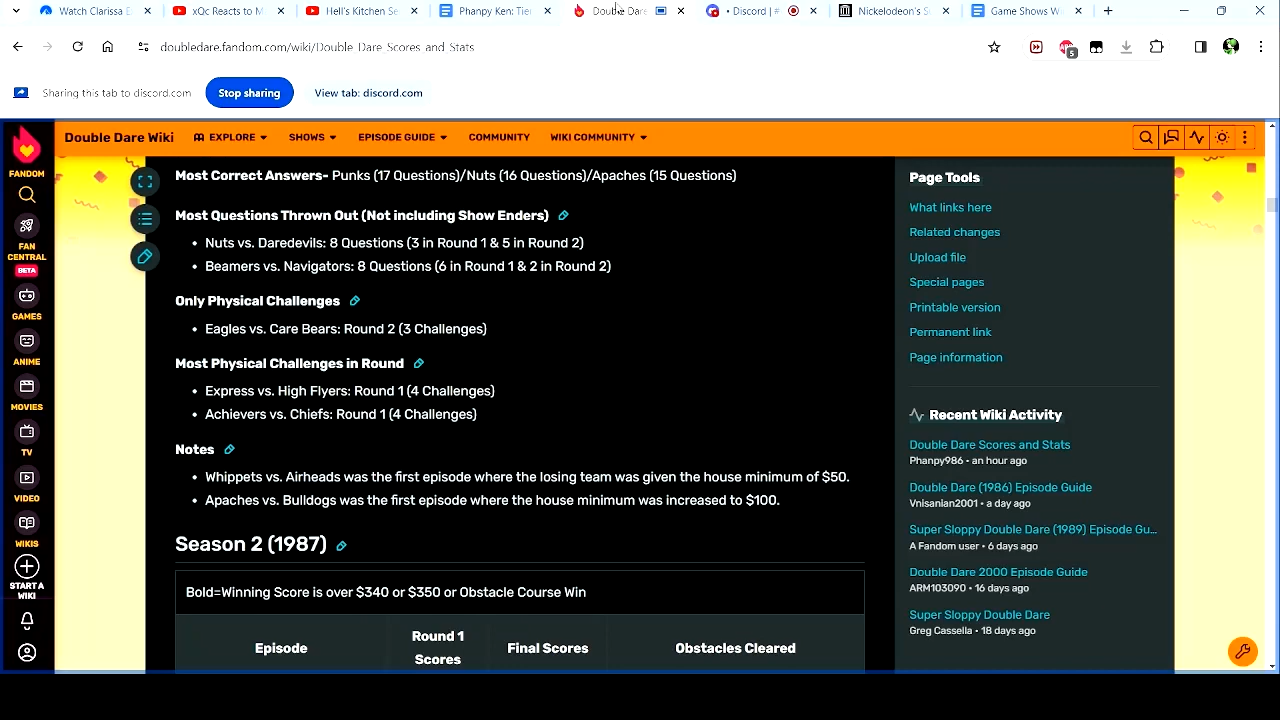 Watch Clarissa E
xQc Reacts to M
Hell's Kitchen Se
Phanpy Ken: Tie
Double Dare
• Discord | #
Nickelodeon's S
Game Shows W
doubledare.fandom.com/wiki/Double_Dare_Scores_and_Stats
5
Sharing this tab to discord.com
Stop sharing
View tab: discord.com
FANDOM
FAN CENTRAL
BETA
GAMES
ANIME
MOVIES
TV
VIDEO
WIKIS
START A WIKI
Double Dare Wiki
EXPLORE
SHOWS
EPISODE GUIDE
COMMUNITY
WIKI COMMUNITY
Most Correct Answers- Punks (17 Questions)/Nuts (16 Questions)/Apaches (15 Questions)
Most Questions Thrown Out (Not including Show Enders)
• Nuts vs. Daredevils: 8 Questions (3 in Round 1 & 5 in Round 2)
• Beamers vs. Navigators: 8 Questions (6 in Round 1 & 2 in Round 2)
Only Physical Challenges
• Eagles vs. Care Bears: Round 2 (3 Challenges)
Most Physical Challenges in Round
• Express vs. High Flyers: Round 1 (4 Challenges)
• Achievers vs. Chiefs: Round 1 (4 Challenges)
Notes
• Whippets vs. Airheads was the first episode where the losing team was given the house minimum of $50.
• Apaches vs. Bulldogs was the first episode where the house minimum was increased to $100.
Season 2 (1987)
Bold=Winning Score is over $340 or $350 or Obstacle Course Win
Episode
Round 1
Scores
Final Scores
Obstacles Cleared
Page Tools
What links here
Related changes
Upload file
Special pages
Printable version
Permanent link
Page information
Recent Wiki Activity
Double Dare Scores and Stats
Phanpy986 • an hour ago
Double Dare (1986) Episode Guide
Vnisanian2001 • a day ago
Super Sloppy Double Dare (1989) Episode Gu...
A Fandom user • 6 days ago
Double Dare 2000 Episode Guide
ARM103090 • 16 days ago
Super Sloppy Double Dare
Greg Cassella • 18 days ago